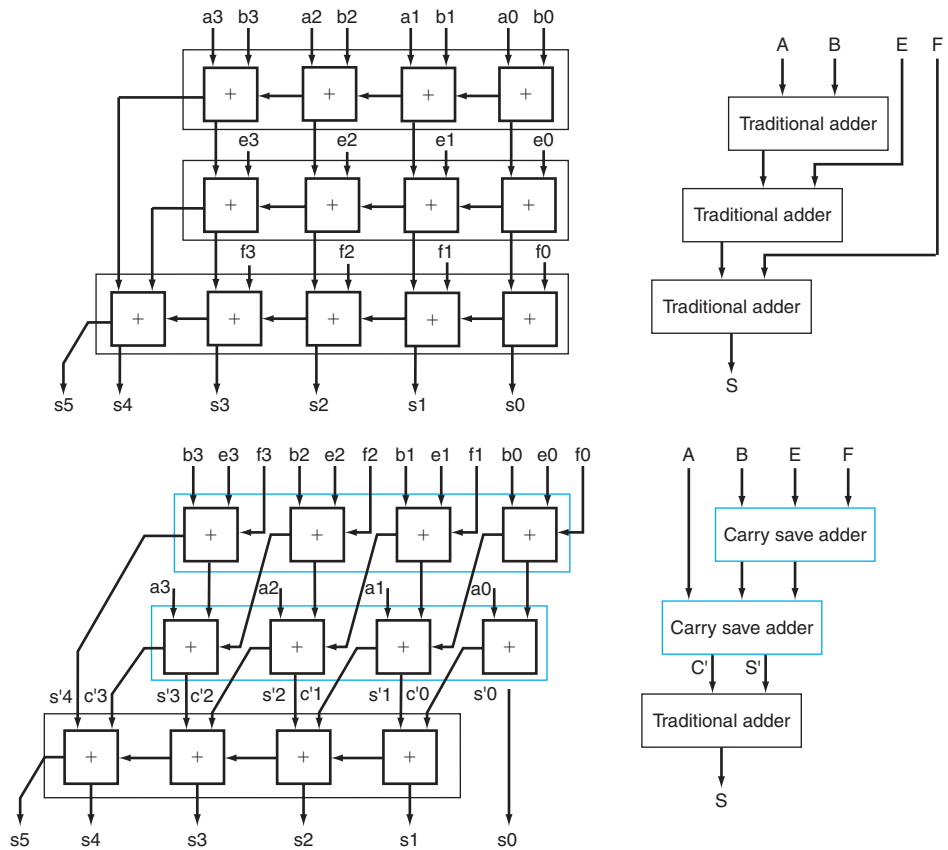 a3 b3 a2 b2 a1 b1 a0 b0
+ + + +
e3 e2 e1 e0
+ + + +
f3 f2 f1 f0
+ + + + +
s5 s4 s3 s2 s1 s0
A B E F
Traditional adder
Traditional adder
Traditional adder
S
b3 e3 f3 b2 e2 f2 b1 e1 f1 b0 e0 f0
+ + + +
a3 a2 a1 a0
+ + + +
s'4 c'3 s'3 c'2 s'2 c'1 s'1 c'0 s'0
+ + + +
s5 s4 s3 s2 s1 s0
A B E F
Carry save adder
Carry save adder
C' S'
Traditional adder
S